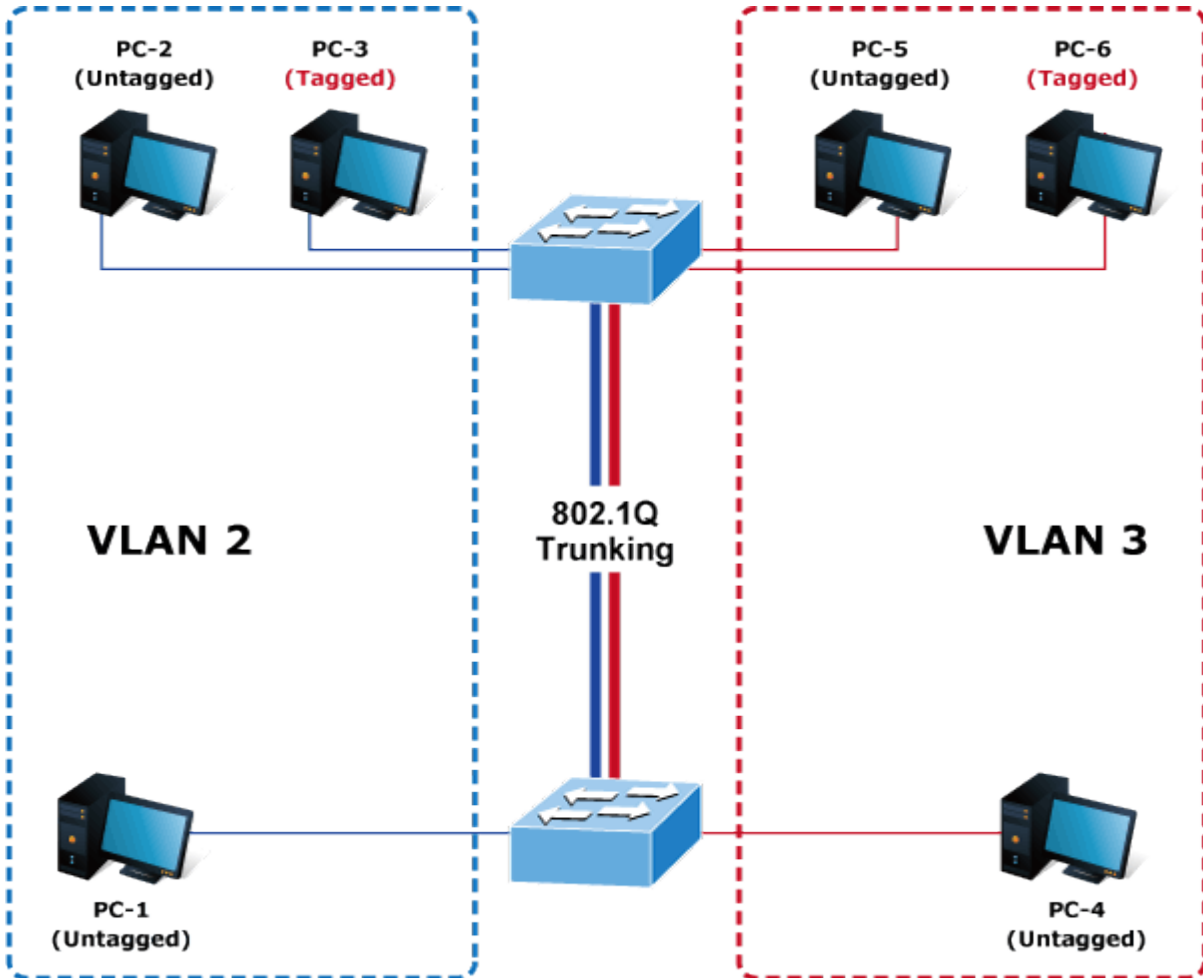 PC-2
(Untagged)
PC-3
(Tagged)
PC-5
(Untagged)
PC-6
(Tagged)
802.1Q
Trunking
VLAN 2
VLAN 3
PC-1
(Untagged)
PC-4
(Untagged)